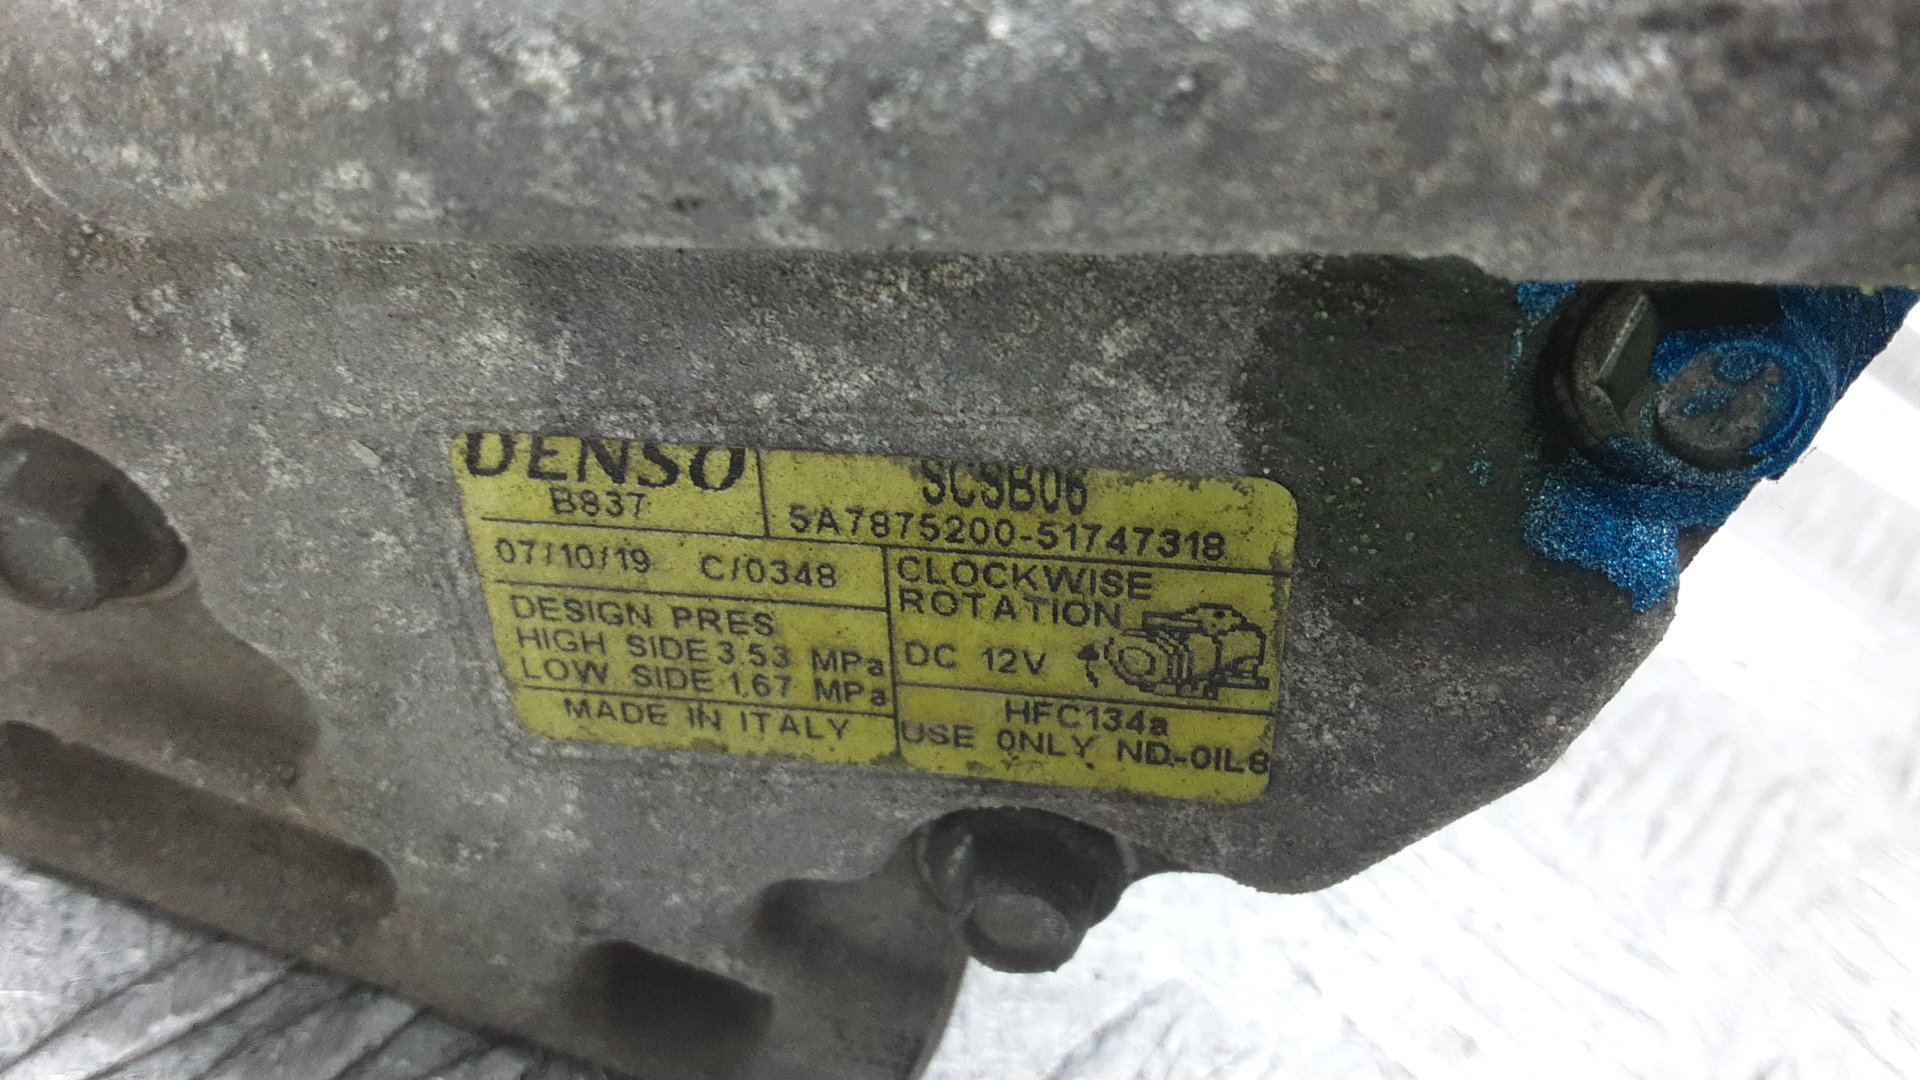 DENSO
B837
SCSB06
5A7875200-51747318
07/10/19 C/0348
CLOCKWISE
ROTATION
DESIGN PRES
HIGH SIDE 3.53 MPa
LOW SIDE 1.67 MPa
DC 12V
MADE IN ITALY
HFC134a
USE ONLY ND-OIL8